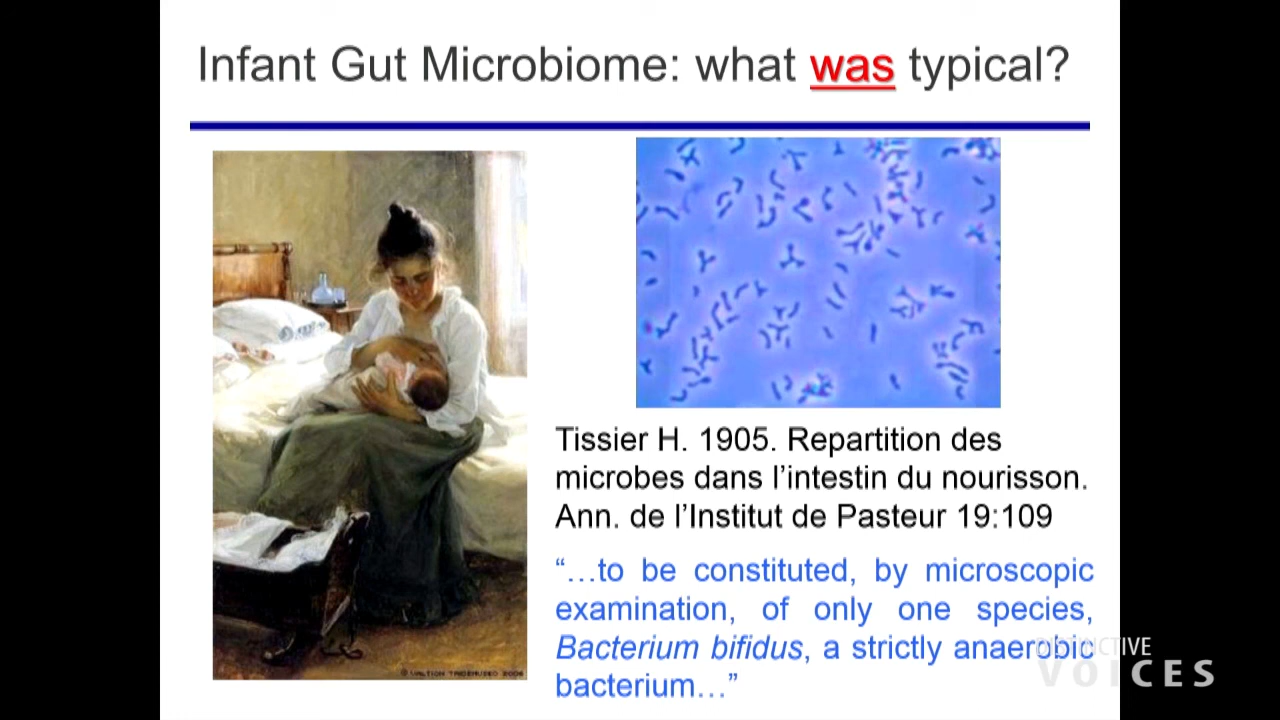 Infant Gut Microbiome: what was typical?
Tissier H. 1905. Repartition des
microbes dans l’intestin du nourisson.
Ann. de l’Institut de Pasteur 19:109
“…to be constituted, by microscopic
examination, of only one species,
Bacterium bifidus, a strictly anaerobic
bacterium…”
DISTINCTIVE
VOICES